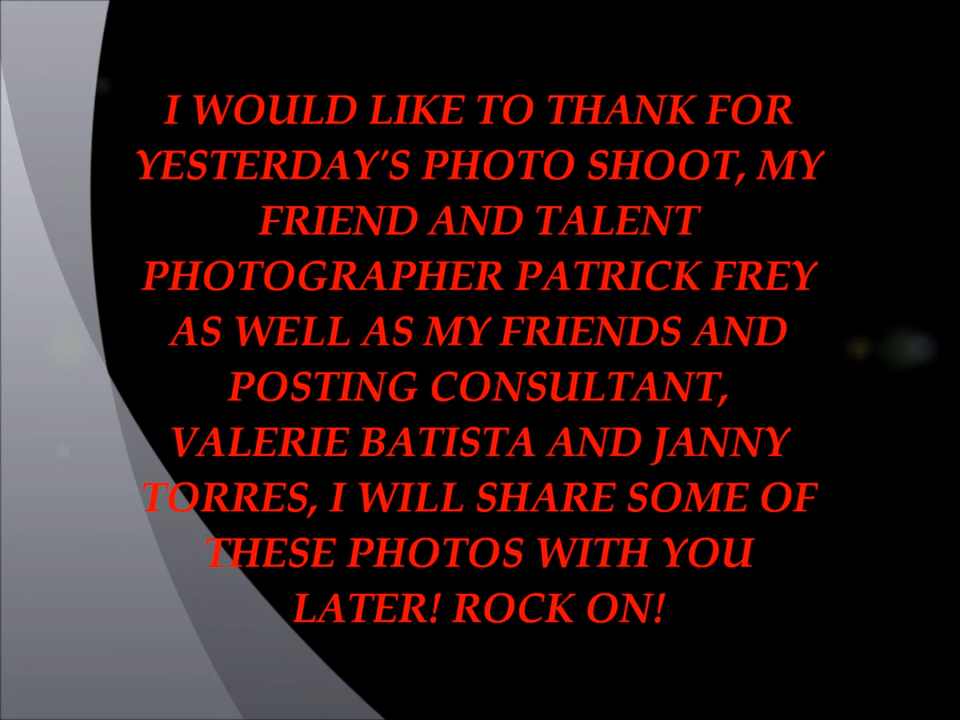 I WOULD LIKE TO THANK FOR
YESTERDAY'S PHOTO SHOOT, MY
FRIEND AND TALENT
PHOTOGRAPHER PATRICK FREY
AS WELL AS MY FRIENDS AND
POSTING CONSULTANT,
VALERIE BATISTA AND JANNY
TORRES, I WILL SHARE SOME OF
THESE PHOTOS WITH YOU
LATER! ROCK ON!